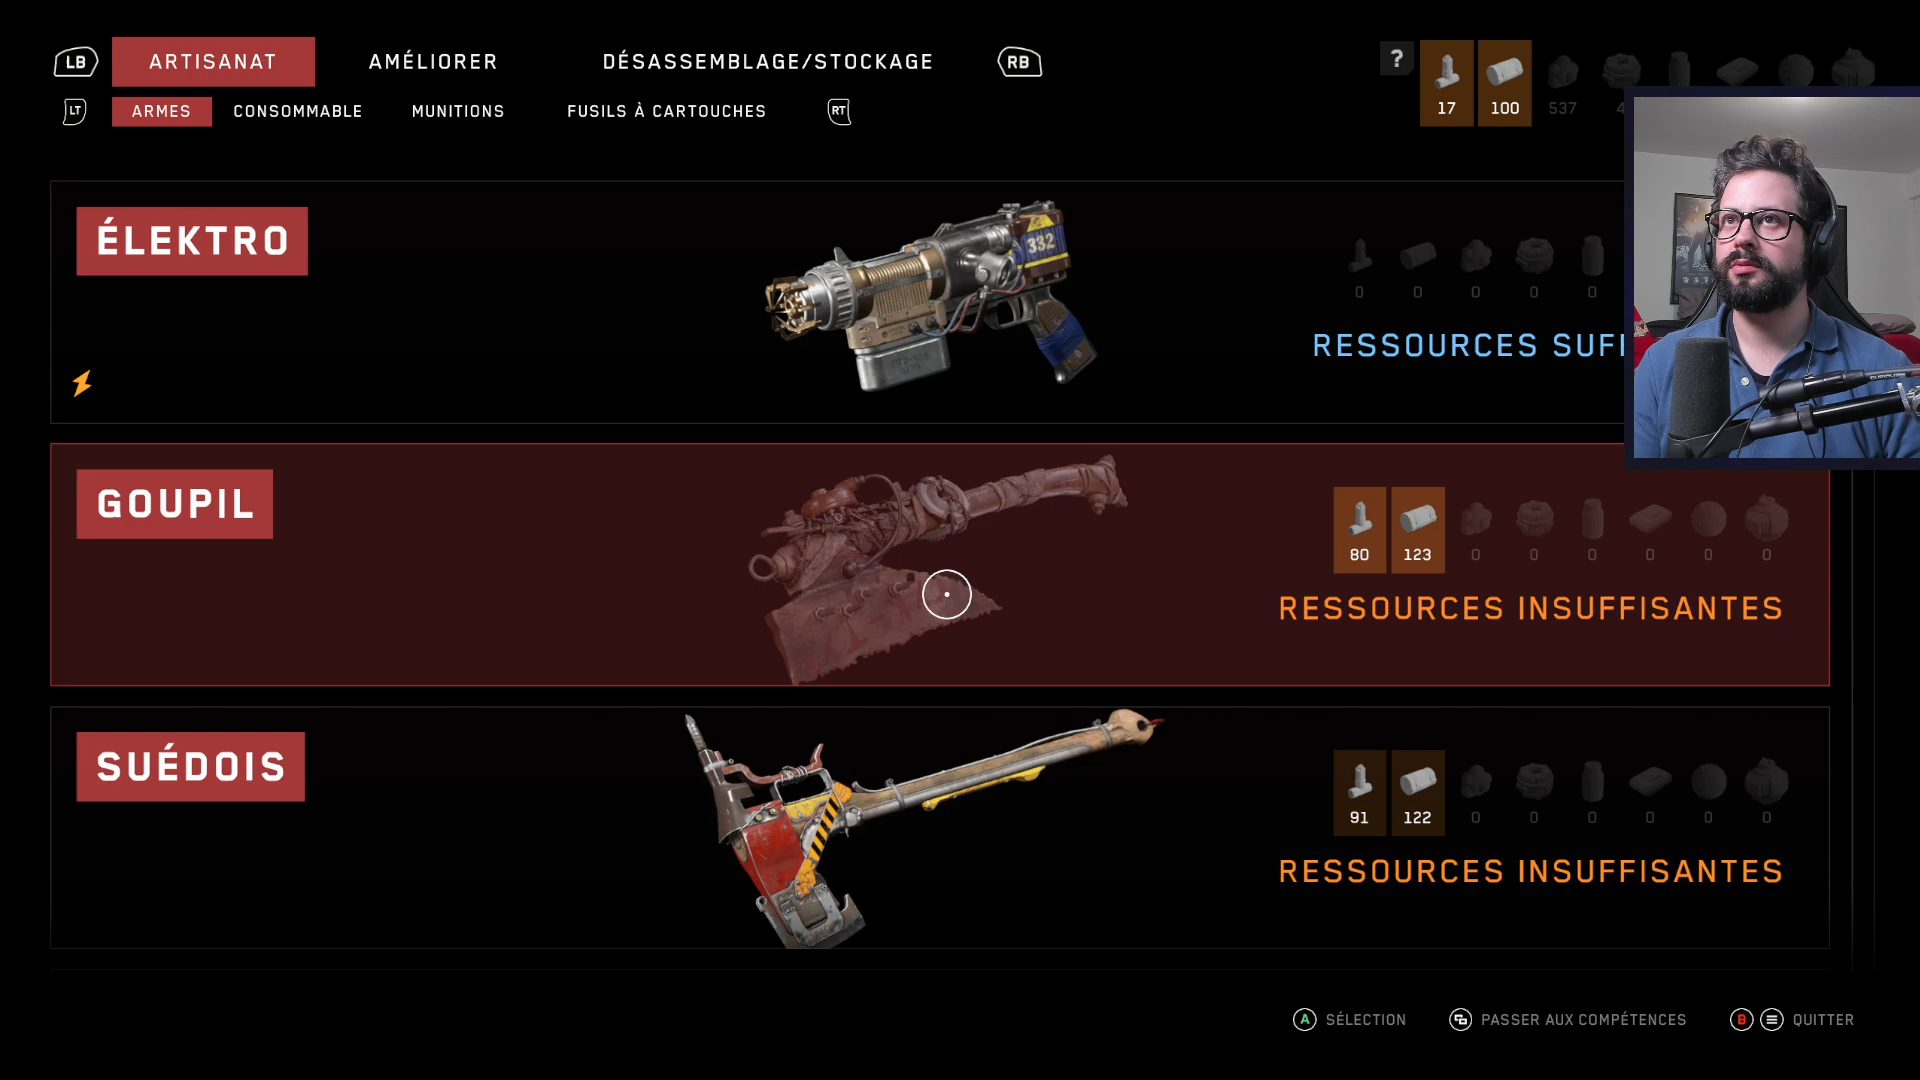 LB ARTISANAT AMÉLIORER DÉSASSEMBLAGE/STOCKAGE RB
LT ARMES CONSOMMABLE MUNITIONS FUSILS À CARTOUCHES RT
?
17 100 537 4
ÉLEKTRO
332
0 0 0 0 0
RESSOURCES SUF
GOUPIL
80 123 0 0 0 0 0 0
RESSOURCES INSUFFISANTES
SUÉDOIS
91 122 0 0 0 0 0 0
RESSOURCES INSUFFISANTES
A SÉLECTION PASSER AUX COMPÉTENCES B QUITTER